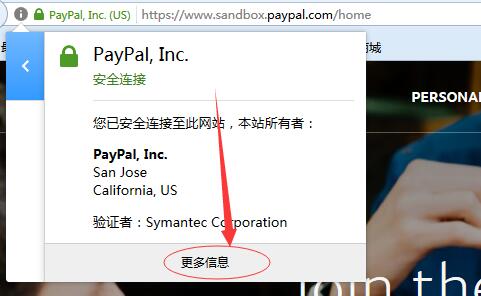 PayPal, Inc. (US) https://www.sandbox.paypal.com/home
PayPal, Inc.
安全连接
商城
您已安全连接至此网站，本站所有者：
PERSONAL
PayPal, Inc.
San Jose
California, US
验证者：Symantec Corporation
更多信息
Join the